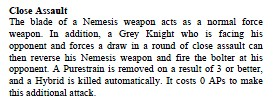 Close Assault
The blade of a Nemesis weapon acts as a normal force
weapon. In addition, a Grey Knight who is facing his
opponent and forces a draw in a round of close assault can
then reverse his Nemesis weapon and fire the bolter at his
opponent. A Purestrain is removed on a result of 3 or better,
and a Hybrid is killed automatically. It costs 0 APs to make
this additional attack.